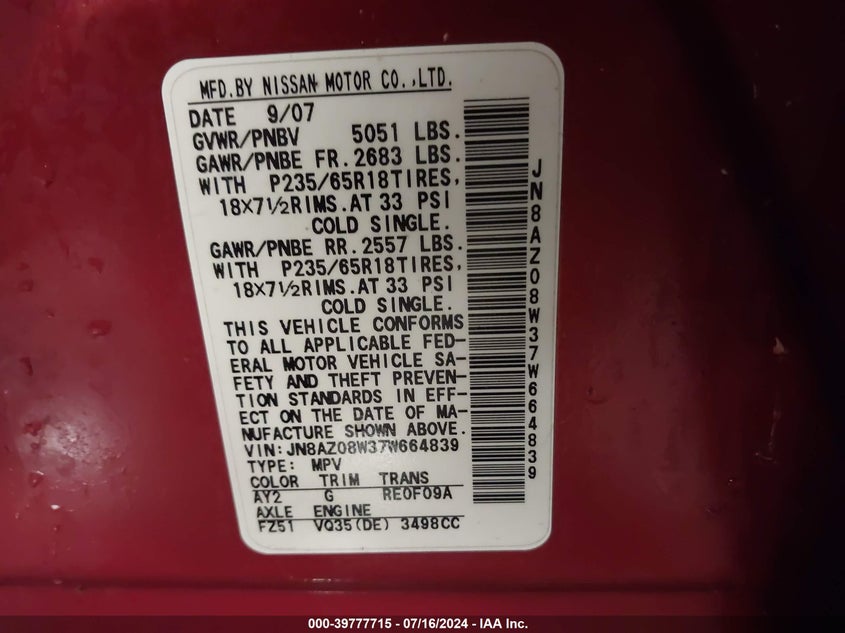 MFD.BY NISSAN MOTOR CO.,LTD.
DATE 9/07
GVWR/PNBV 5051 LBS.
GAWR/PNBE FR.2683 LBS.
WITH P235/65R18TIRES,
18X7½RIMS.AT 33 PSI
COLD SINGLE.
GAWR/PNBE RR.2557 LBS.
WITH P235/65R18TIRES,
18X7½RIMS.AT 33 PSI
COLD SINGLE.
THIS VEHICLE CONFORMS
TO ALL APPLICABLE FED-
ERAL MOTOR VEHICLE SA-
FETY AND THEFT PREVEN-
TION STANDARDS IN EFF-
ECT ON THE DATE OF MA-
NUFACTURE SHOWN ABOVE.
VIN:JN8AZ08W37W664839
TYPE: MPV
COLOR TRIM TRANS
AY2 G RE0F09A
AXLE ENGINE
FZ51 VQ35(DE) 3498CC
JN8AZ08W37W664839
000-39777715 - 07/16/2024 - IAA Inc.